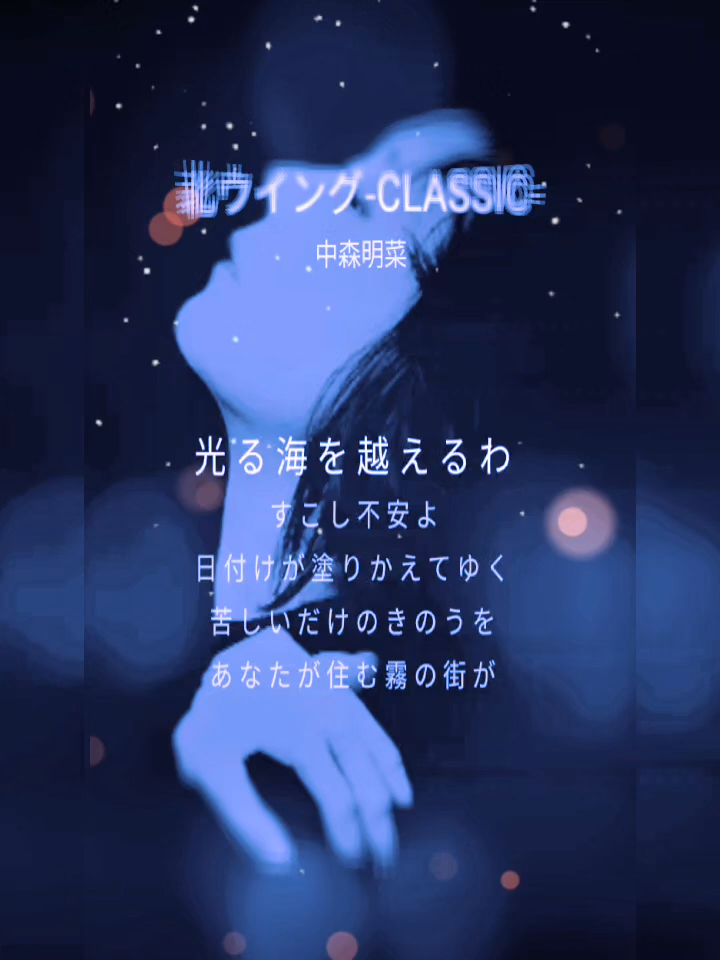 北ウイング-CLASSIC-
中森明菜
光る海を越えるわ
すこし不安よ
日付けが塗りかえてゆく
苦しいだけのきのうを
あなたが住む霧の街が